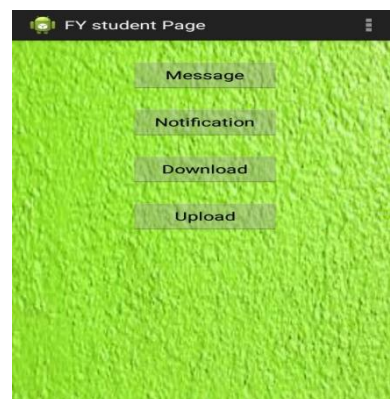 FY student Page
Message
Notification
Download
Upload